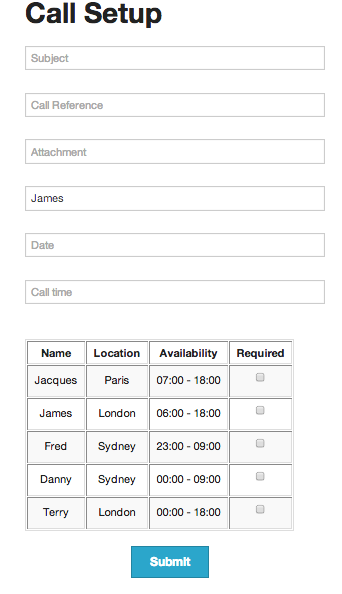 Call Setup
Subject
Call Reference
Attachment
James
Date
Call time
Name Location Availability Required
Jacques Paris 07:00 - 18:00
James London 06:00 - 18:00
Fred Sydney 23:00 - 09:00
Danny Sydney 00:00 - 09:00
Terry London 00:00 - 18:00
Submit